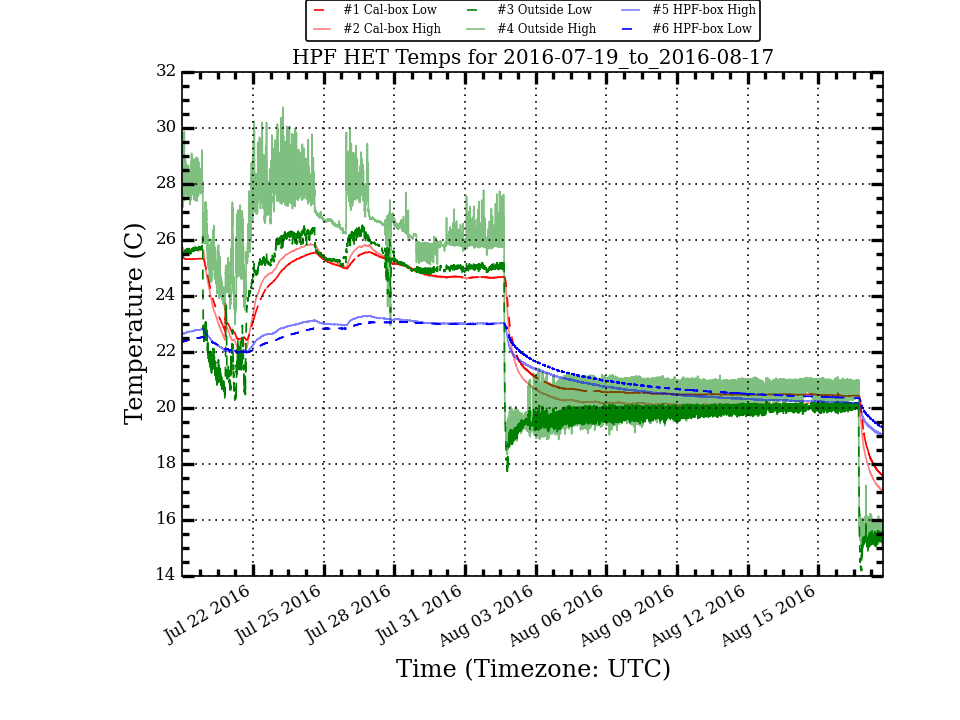 #1 Cal-box Low #3 Outside Low #5 HPF-box High
#2 Cal-box High #4 Outside High #6 HPF-box Low
HPF HET Temps for 2016-07-19_to_2016-08-17
32
30
28
26
24
22
20
18
16
14
Temperature (C)
Jul 22 2016
Jul 25 2016
Jul 28 2016
Jul 31 2016
Aug 03 2016
Aug 06 2016
Aug 09 2016
Aug 12 2016
Aug 15 2016
Time (Timezone: UTC)